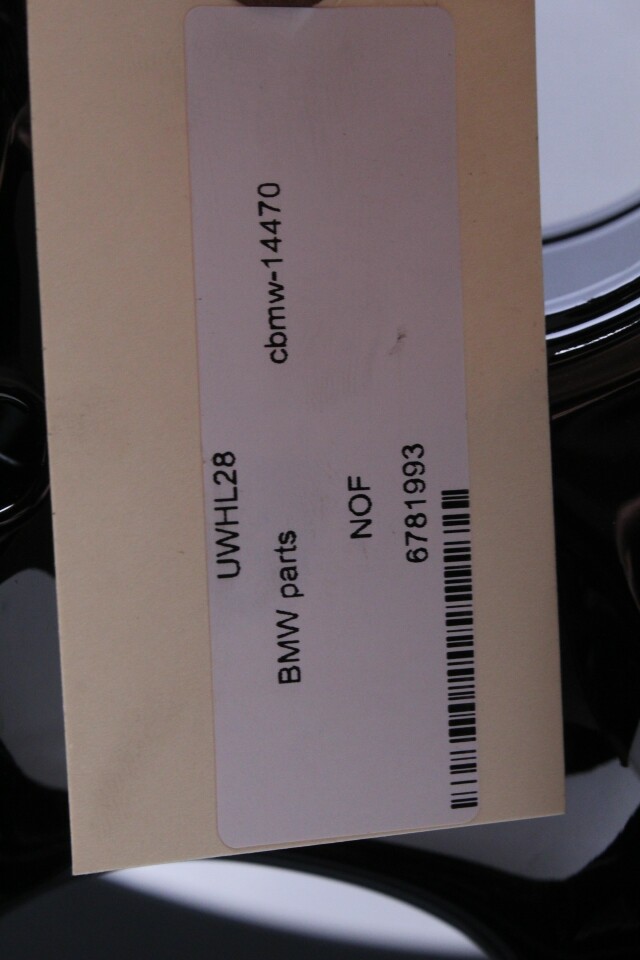 UWHL28
BMW parts cbmw-14470
NOF
6781993